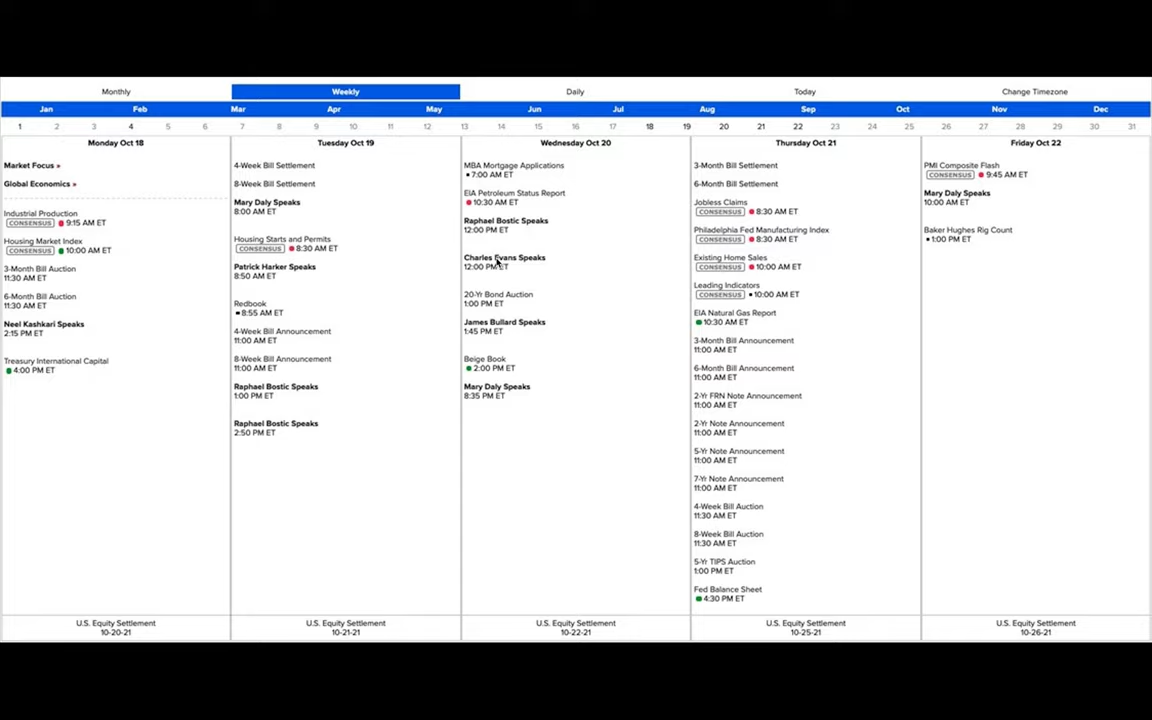 Monthly
Weekly
Daily
Today
Change Timezone
Jan Feb Mar Apr May Jun Jul Aug Sep Oct Nov Dec
1 2 3 4 5 6 7 8 9 10 11 12 13 14 15 16 17 18 19 20 21 22 23 24 25 26 27 28 29 30 31
Monday Oct 18
Market Focus »
Global Economics »
Industrial Production
CONSENSUS 9:15 AM ET
Housing Market Index
CONSENSUS 10:00 AM ET
3-Month Bill Auction
11:30 AM ET
6-Month Bill Auction
11:30 AM ET
Neel Kashkari Speaks
2:15 PM ET
Treasury International Capital
4:00 PM ET
U.S. Equity Settlement
10-20-21
Tuesday Oct 19
4-Week Bill Settlement
8-Week Bill Settlement
Mary Daly Speaks
8:00 AM ET
Housing Starts and Permits
CONSENSUS 8:30 AM ET
Patrick Harker Speaks
8:50 AM ET
Redbook
8:55 AM ET
4-Week Bill Announcement
11:00 AM ET
8-Week Bill Announcement
11:00 AM ET
Raphael Bostic Speaks
1:00 PM ET
Raphael Bostic Speaks
2:50 PM ET
U.S. Equity Settlement
10-21-21
Wednesday Oct 20
MBA Mortgage Applications
7:00 AM ET
EIA Petroleum Status Report
10:30 AM ET
Raphael Bostic Speaks
12:00 PM ET
Charles Evans Speaks
12:00 PM ET
20-Yr Bond Auction
1:00 PM ET
James Bullard Speaks
1:45 PM ET
Beige Book
2:00 PM ET
Mary Daly Speaks
8:35 PM ET
U.S. Equity Settlement
10-22-21
Thursday Oct 21
3-Month Bill Settlement
6-Month Bill Settlement
Jobless Claims
CONSENSUS 8:30 AM ET
Philadelphia Fed Manufacturing Index
CONSENSUS 8:30 AM ET
Existing Home Sales
CONSENSUS 10:00 AM ET
Leading Indicators
CONSENSUS 10:00 AM ET
EIA Natural Gas Report
10:30 AM ET
3-Month Bill Announcement
11:00 AM ET
6-Month Bill Announcement
11:00 AM ET
2-Yr FRN Note Announcement
11:00 AM ET
2-Yr Note Announcement
11:00 AM ET
5-Yr Note Announcement
11:00 AM ET
7-Yr Note Announcement
11:00 AM ET
4-Week Bill Auction
11:30 AM ET
8-Week Bill Auction
11:30 AM ET
5-Yr TIPS Auction
1:00 PM ET
Fed Balance Sheet
4:30 PM ET
U.S. Equity Settlement
10-25-21
Friday Oct 22
PMI Composite Flash
CONSENSUS 9:45 AM ET
Mary Daly Speaks
10:00 AM ET
Baker Hughes Rig Count
1:00 PM ET
U.S. Equity Settlement
10-26-21